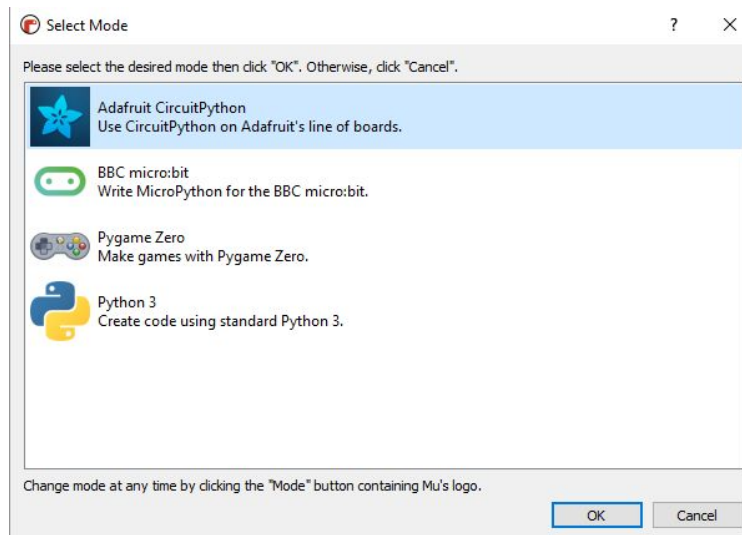 Select Mode
?
Please select the desired mode then click "OK". Otherwise, click "Cancel".
Adafruit CircuitPython
Use CircuitPython on Adafruit's line of boards.
BBC micro:bit
Write MicroPython for the BBC micro:bit.
Pygame Zero
Make games with Pygame Zero.
Python 3
Create code using standard Python 3.
Change mode at any time by clicking the "Mode" button containing Mu's logo.
OK
Cancel